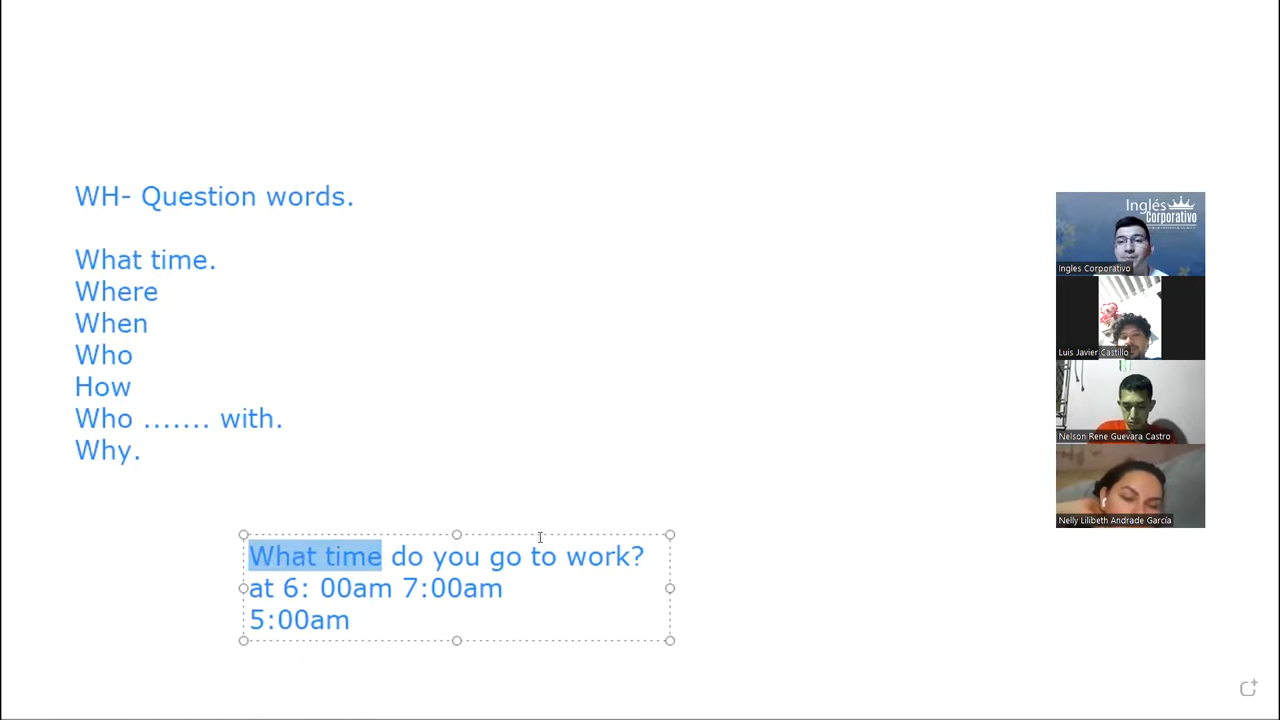 WH- Question words.
What time.
Where
When
Who
How
Who ....... with.
Why.
What time do you go to work?
at 6: 00am 7:00am
5:00am
Inglés
Corporativo
Ingles Corporativo
Luis Javier Castillo
Nelson Rene Guevara Castro
Nelly Lilibeth Andrade García